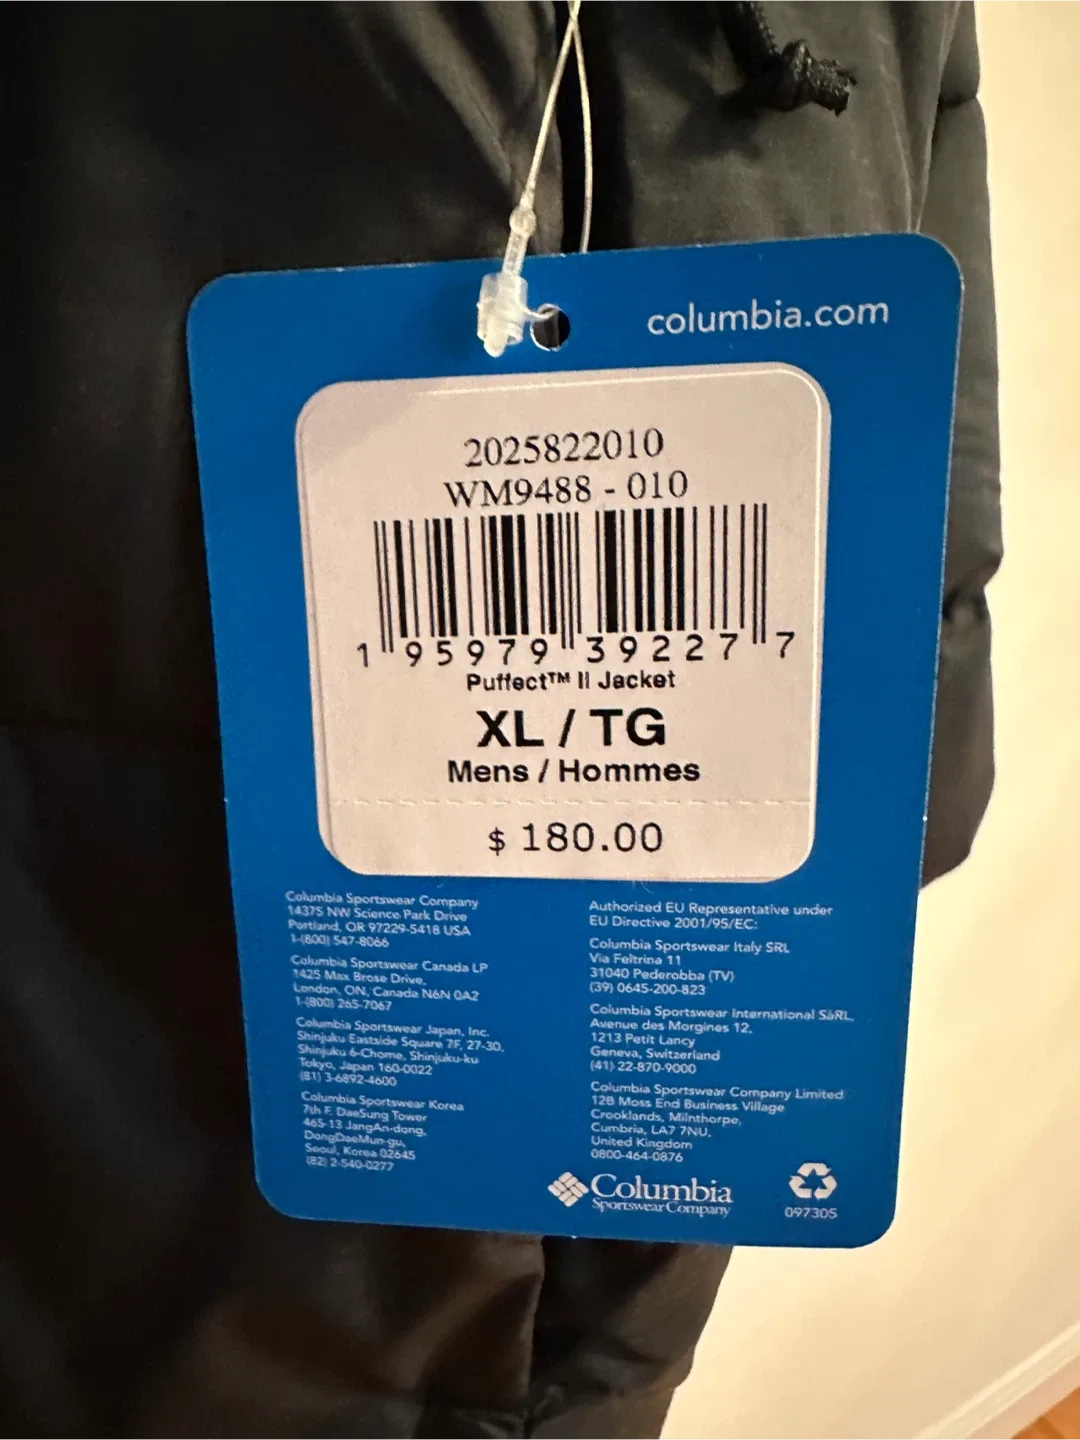 columbia.com
2025822010
WM9488 - 010
1 95979 39227 7
Puffect™ II Jacket
XL / TG
Mens / Hommes
$ 180.00
Columbia Sportswear Company
14375 NW Science Park Drive
Portland, OR 97229-5418 USA
1-(800) 547-8066
Columbia Sportswear Canada LP
1425 Max Brose Drive,
London, ON, Canada N6N 0A2
1-(800) 265-7067
Columbia Sportswear Japan, Inc.
Shinjuku Eastside Square 7F, 27-30,
Shinjuku 6-Chome, Shinjuku-ku
Tokyo, Japan 160-0022
(81) 3-6892-4600
Columbia Sportswear Korea
7th F. DaeSung Tower
465-13 JangAn-dong,
DongDaeMun-gu,
Seoul, Korea 02645
(82) 2-540-0277
Authorized EU Representative under
EU Directive 2001/95/EC:
Columbia Sportswear Italy SRL
Via Feltrina 11
31040 Pederobba (TV)
(39) 0645-200-823
Columbia Sportswear International SàRL,
Avenue des Morgines 12,
1213 Petit Lancy
Geneva, Switzerland
(41) 22-870-9000
Columbia Sportswear Company Limited
12B Moss End Business Village
Crooklands, Milnthorpe,
Cumbria, LA7 7NU,
United Kingdom
0800-464-0876
Columbia
Sportswear Company
097305